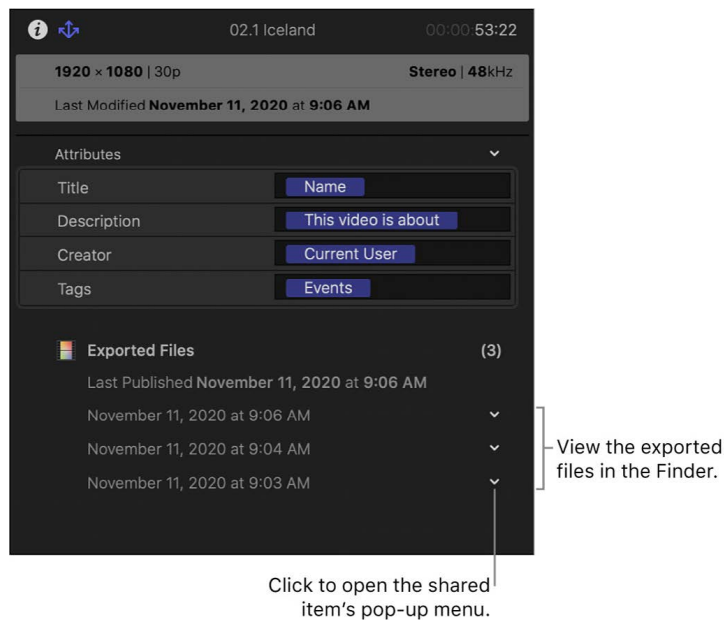 02.1 Iceland 00:00:53:22
1920 × 1080 | 30p Stereo | 48kHz
Last Modified November 11, 2020 at 9:06 AM
Attributes
Title Name
Description This video is about
Creator Current User
Tags Events
Exported Files (3)
Last Published November 11, 2020 at 9:06 AM
November 11, 2020 at 9:06 AM
November 11, 2020 at 9:04 AM
November 11, 2020 at 9:03 AM
View the exported
files in the Finder.
Click to open the shared
item’s pop-up menu.